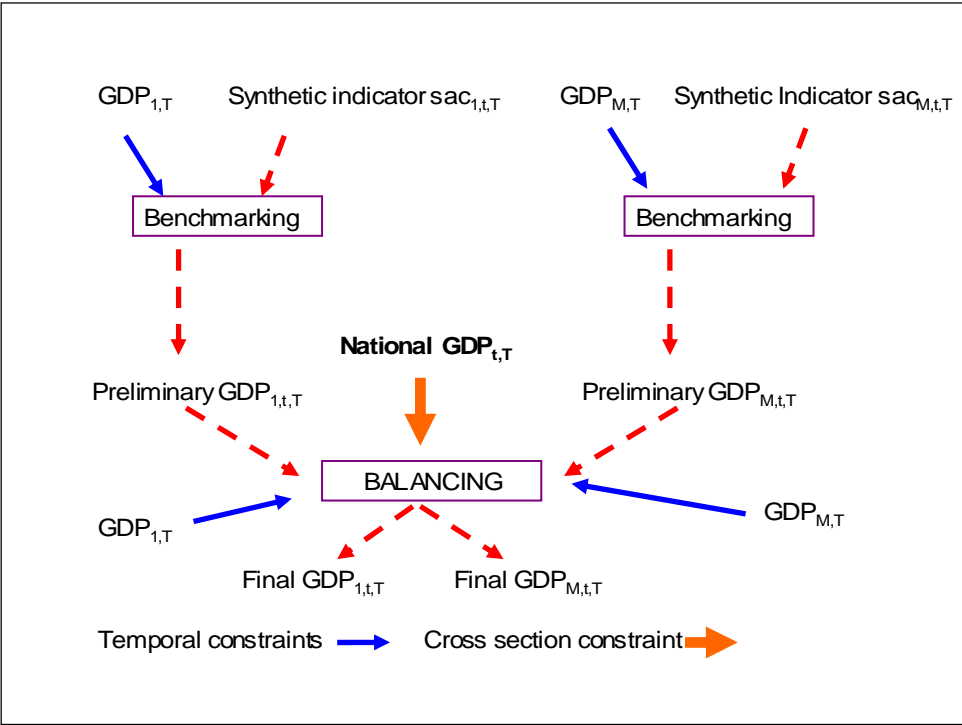 GDP1,T Synthetic indicator sac1,t,T GDPM,T Synthetic Indicator sacM,t,T
Benchmarking Benchmarking
National GDPt,T
Preliminary GDP1,t,T Preliminary GDPM,t,T
BALANCING
GDP1,T GDPM,T
Final GDP1,t,T Final GDPM,t,T
Temporal constraints Cross section constraint